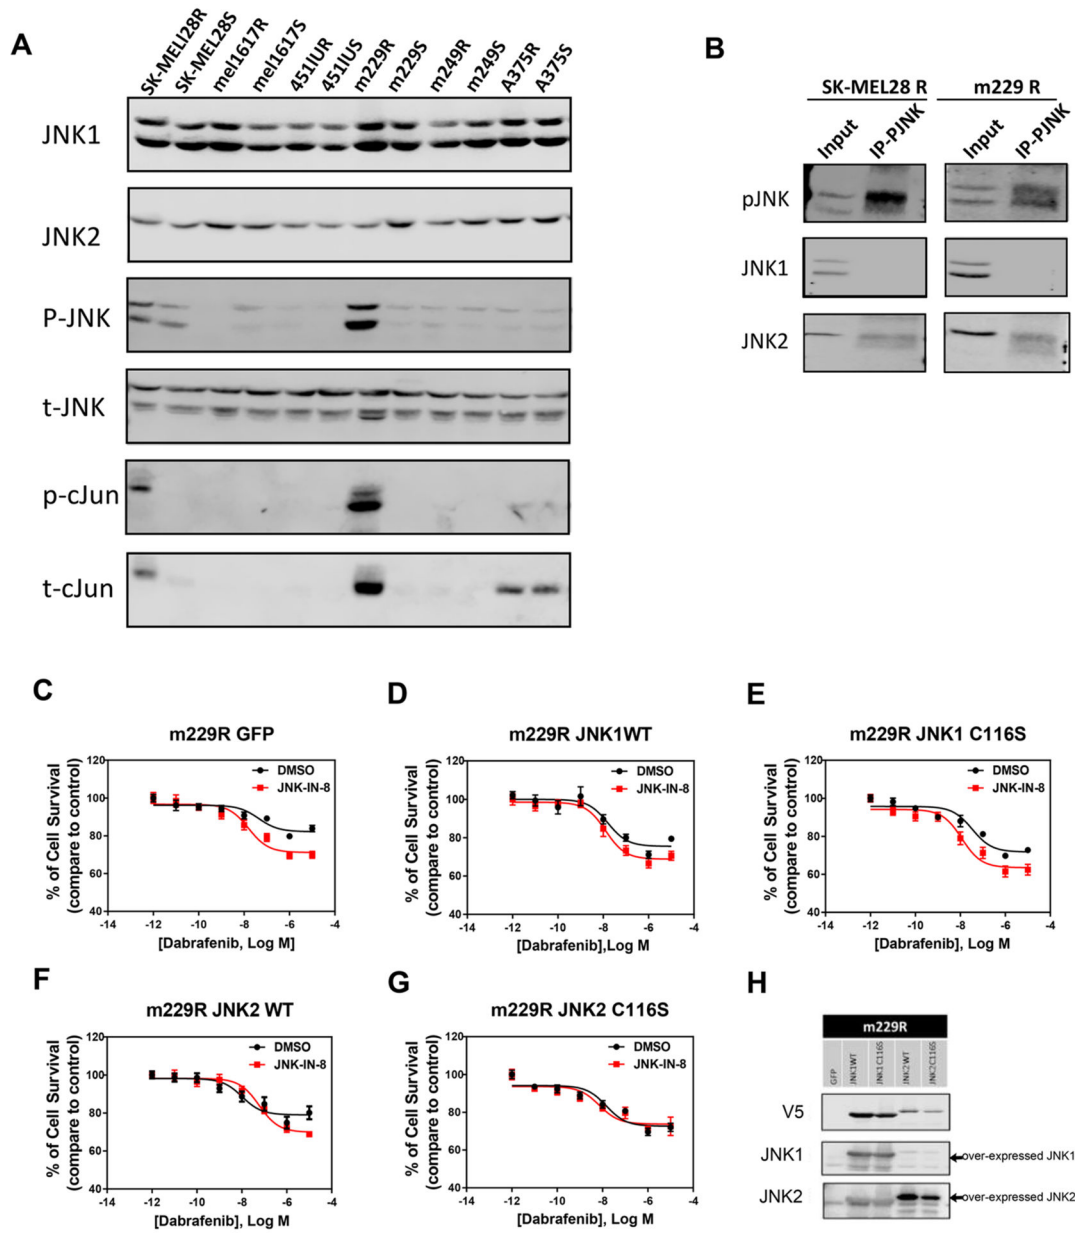 A
SK-MELI28R
SK-MEL28S
mel1617R
mel1617S
451lUR
451lUS
m229R
m229S
m249R
m249S
A375R
A375S
JNK1
JNK2
P-JNK
t-JNK
p-cJun
t-cJun
B
SK-MEL28 R
m229 R
Input
IP-PJNK
Input
IP-PJNK
pJNK
JNK1
JNK2
C
m229R GFP
% of Cell Survival
(compare to control)
120
100
80
60
40
-14
-12
-10
-8
-6
-4
DMSO
JNK-IN-8
[Dabrafenib, Log M]
D
m229R JNK1WT
% of Cell Survival
(compare to control)
120
100
80
60
40
-14
-12
-10
-8
-6
-4
DMSO
JNK-IN-8
[Dabrafenib],Log M
E
m229R JNK1 C116S
% of Cell Survival
(compare to control)
120
100
80
60
40
-14
-12
-10
-8
-6
-4
DMSO
JNK-IN-8
[Dabrafenib], Log M
F
m229R JNK2 WT
% of Cell Survival
(compare to control)
120
100
80
60
40
-14
-12
-10
-8
-6
-4
DMSO
JNK-IN-8
[Dabrafenib], Log M
G
m229R JNK2 C116S
% of Cell Survival
(compare to control)
120
100
80
60
40
-14
-12
-10
-8
-6
-4
DMSO
JNK-IN-8
[Dabrafenib], Log M
H
m229R
GFP
JNK1WT
JNK1C116S
JNK2WT
JNK2C116S
V5
JNK1
over-expressed JNK1
JNK2
over-expressed JNK2